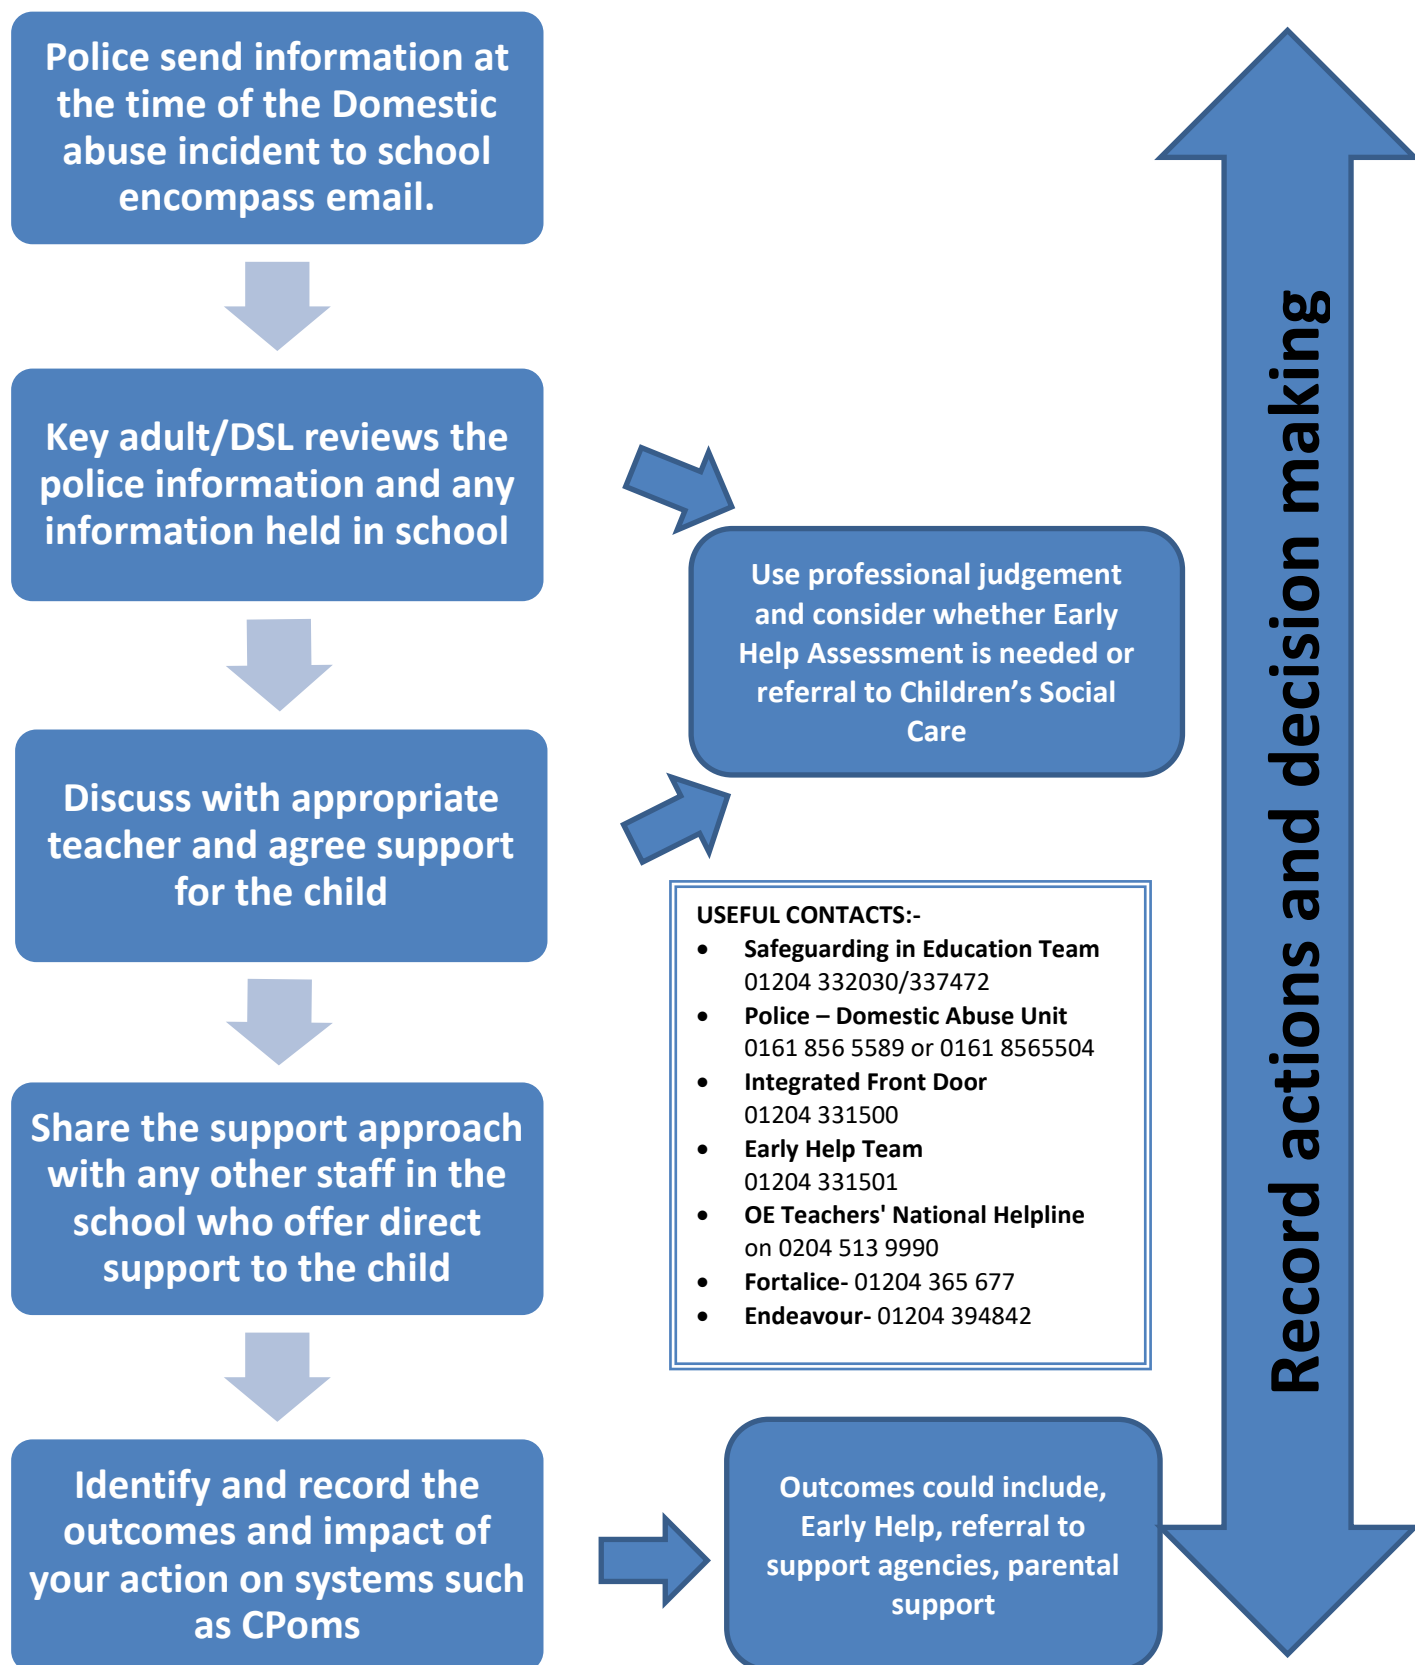 Police send information at
the time of the Domestic
abuse incident to school
encompass email.
Key adult/DSL reviews the
police information and any
information held in school
Use professional judgement
and consider whether Early
Help Assessment is needed or
referral to Children’s Social
Care
Discuss with appropriate
teacher and agree support
for the child
USEFUL CONTACTS:-
• Safeguarding in Education Team
01204 332030/337472
• Police – Domestic Abuse Unit
0161 856 5589 or 0161 8565504
• Integrated Front Door
01204 331500
• Early Help Team
01204 331501
• OE Teachers' National Helpline
on 0204 513 9990
• Fortalice- 01204 365 677
• Endeavour- 01204 394842
Share the support approach
with any other staff in the
school who offer direct
support to the child
Identify and record the
outcomes and impact of
your action on systems such
as CPoms
Outcomes could include,
Early Help, referral to
support agencies, parental
support
Record actions and decision making